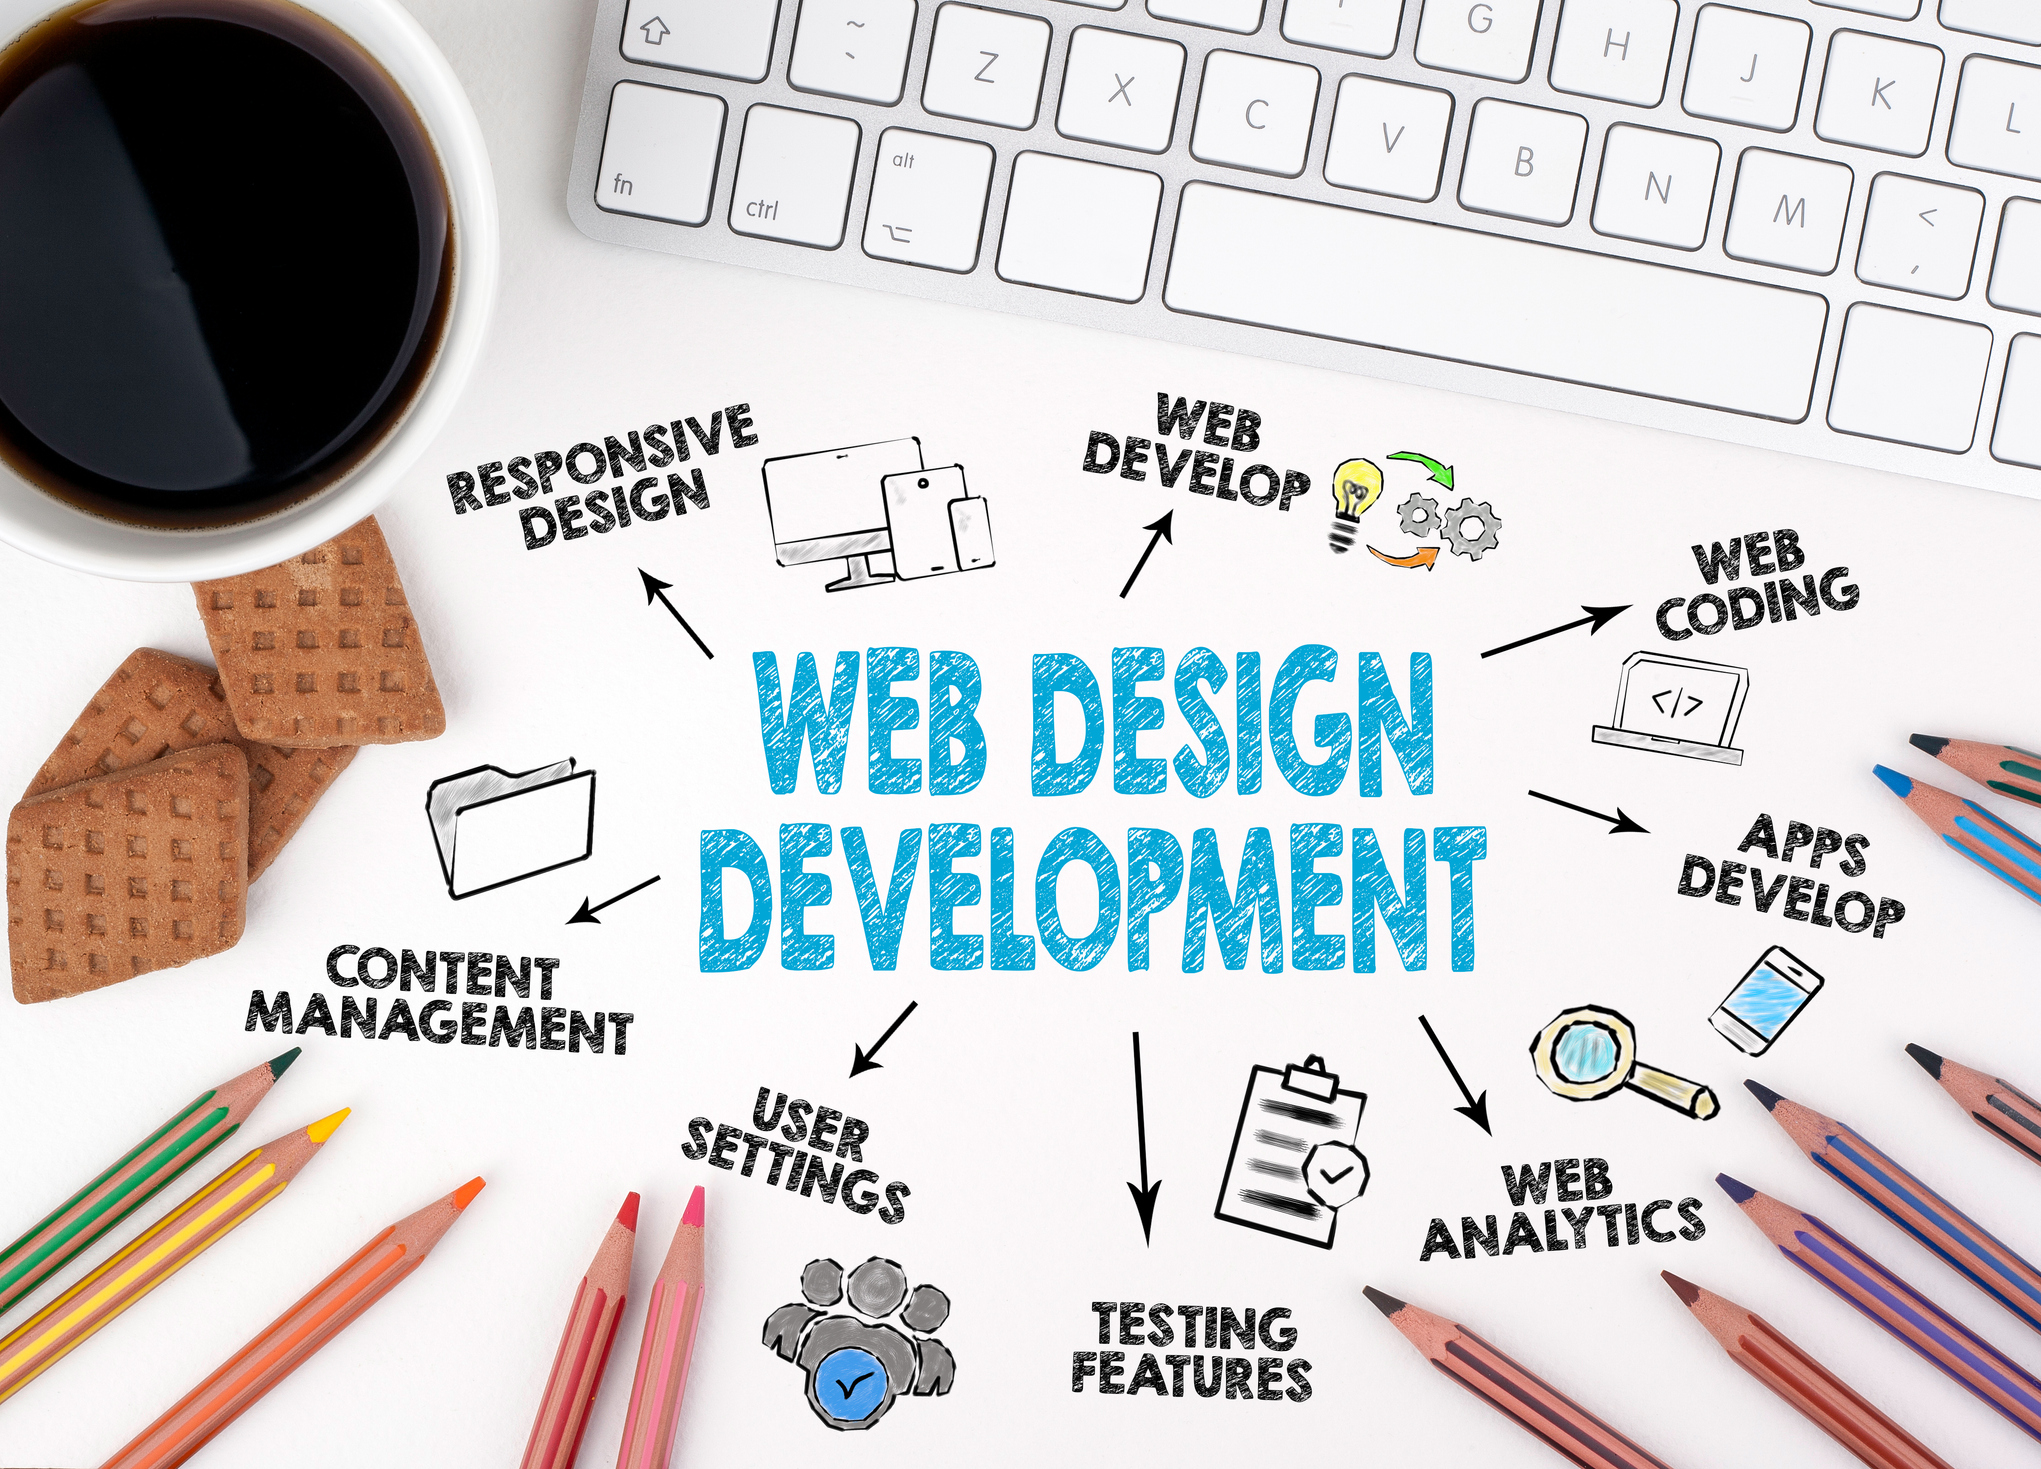 G
H
J
K
L
~
`
Z
X
C
V
B
N
M
<
,
fn
ctrl
alt
RESPONSIVE
DESIGN
WEB
DEVELOP
WEB
CODING
</>
WEB DESIGN
DEVELOPMENT
APPS
DEVELOP
CONTENT
MANAGEMENT
USER
SETTINGS
TESTING
FEATURES
WEB
ANALYTICS